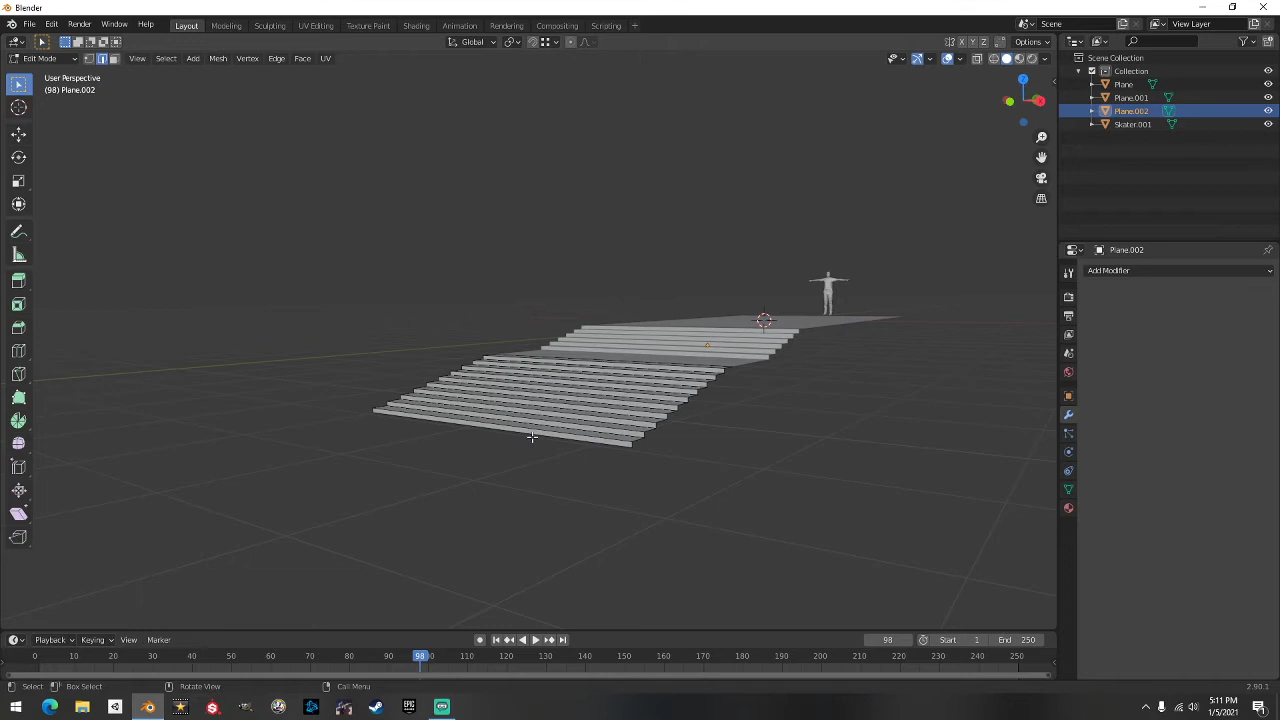 Blender
File Edit Render Window Help Layout Modeling Sculpting UV Editing Texture Paint Shading Animation Rendering Compositing Scripting + Scene View Layer
Global X Y Z Options
Edit Mode View Select Add Mesh Vertex Edge Face UV
User Perspective
(98) Plane.002
Z
X
Scene Collection
Collection
Plane
Plane.001
Plane.002
Skater.001
Plane.002
Add Modifier
Playback Keying View Marker 98 Start 1 End 250
0 10 20 30 40 50 60 70 80 90 98 110 120 130 140 150 160 170 180 190 200 210 220 230 240 250
Select Box Select Rotate View Call Menu 2.90.1
5:11 PM
1/5/2021